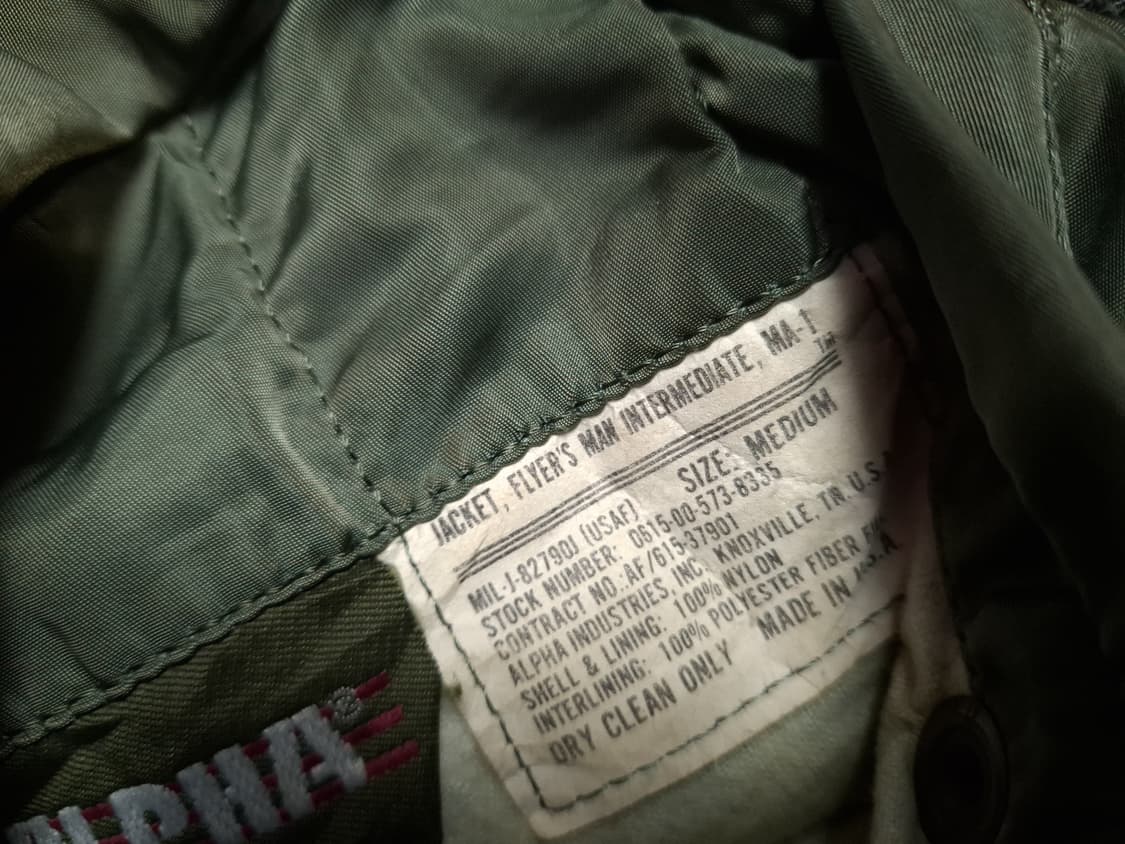 JACKET, FLYER'S MAN INTERMEDIATE, MA-1
TM
SIZE: MEDIUM
MIL-J-82790J (USAF)
STOCK NUMBER: 0615-00-573-8335
CONTRACT NO.:AF/615-37901
ALPHA INDUSTRIES, INC. KNOXVILLE, TN. U.S.A
SHELL & LINING: 100% NYLON
INTERLINING: 100% POLYESTER FIBER
DRY CLEAN ONLY MADE IN U.S.A.
ALPHA®